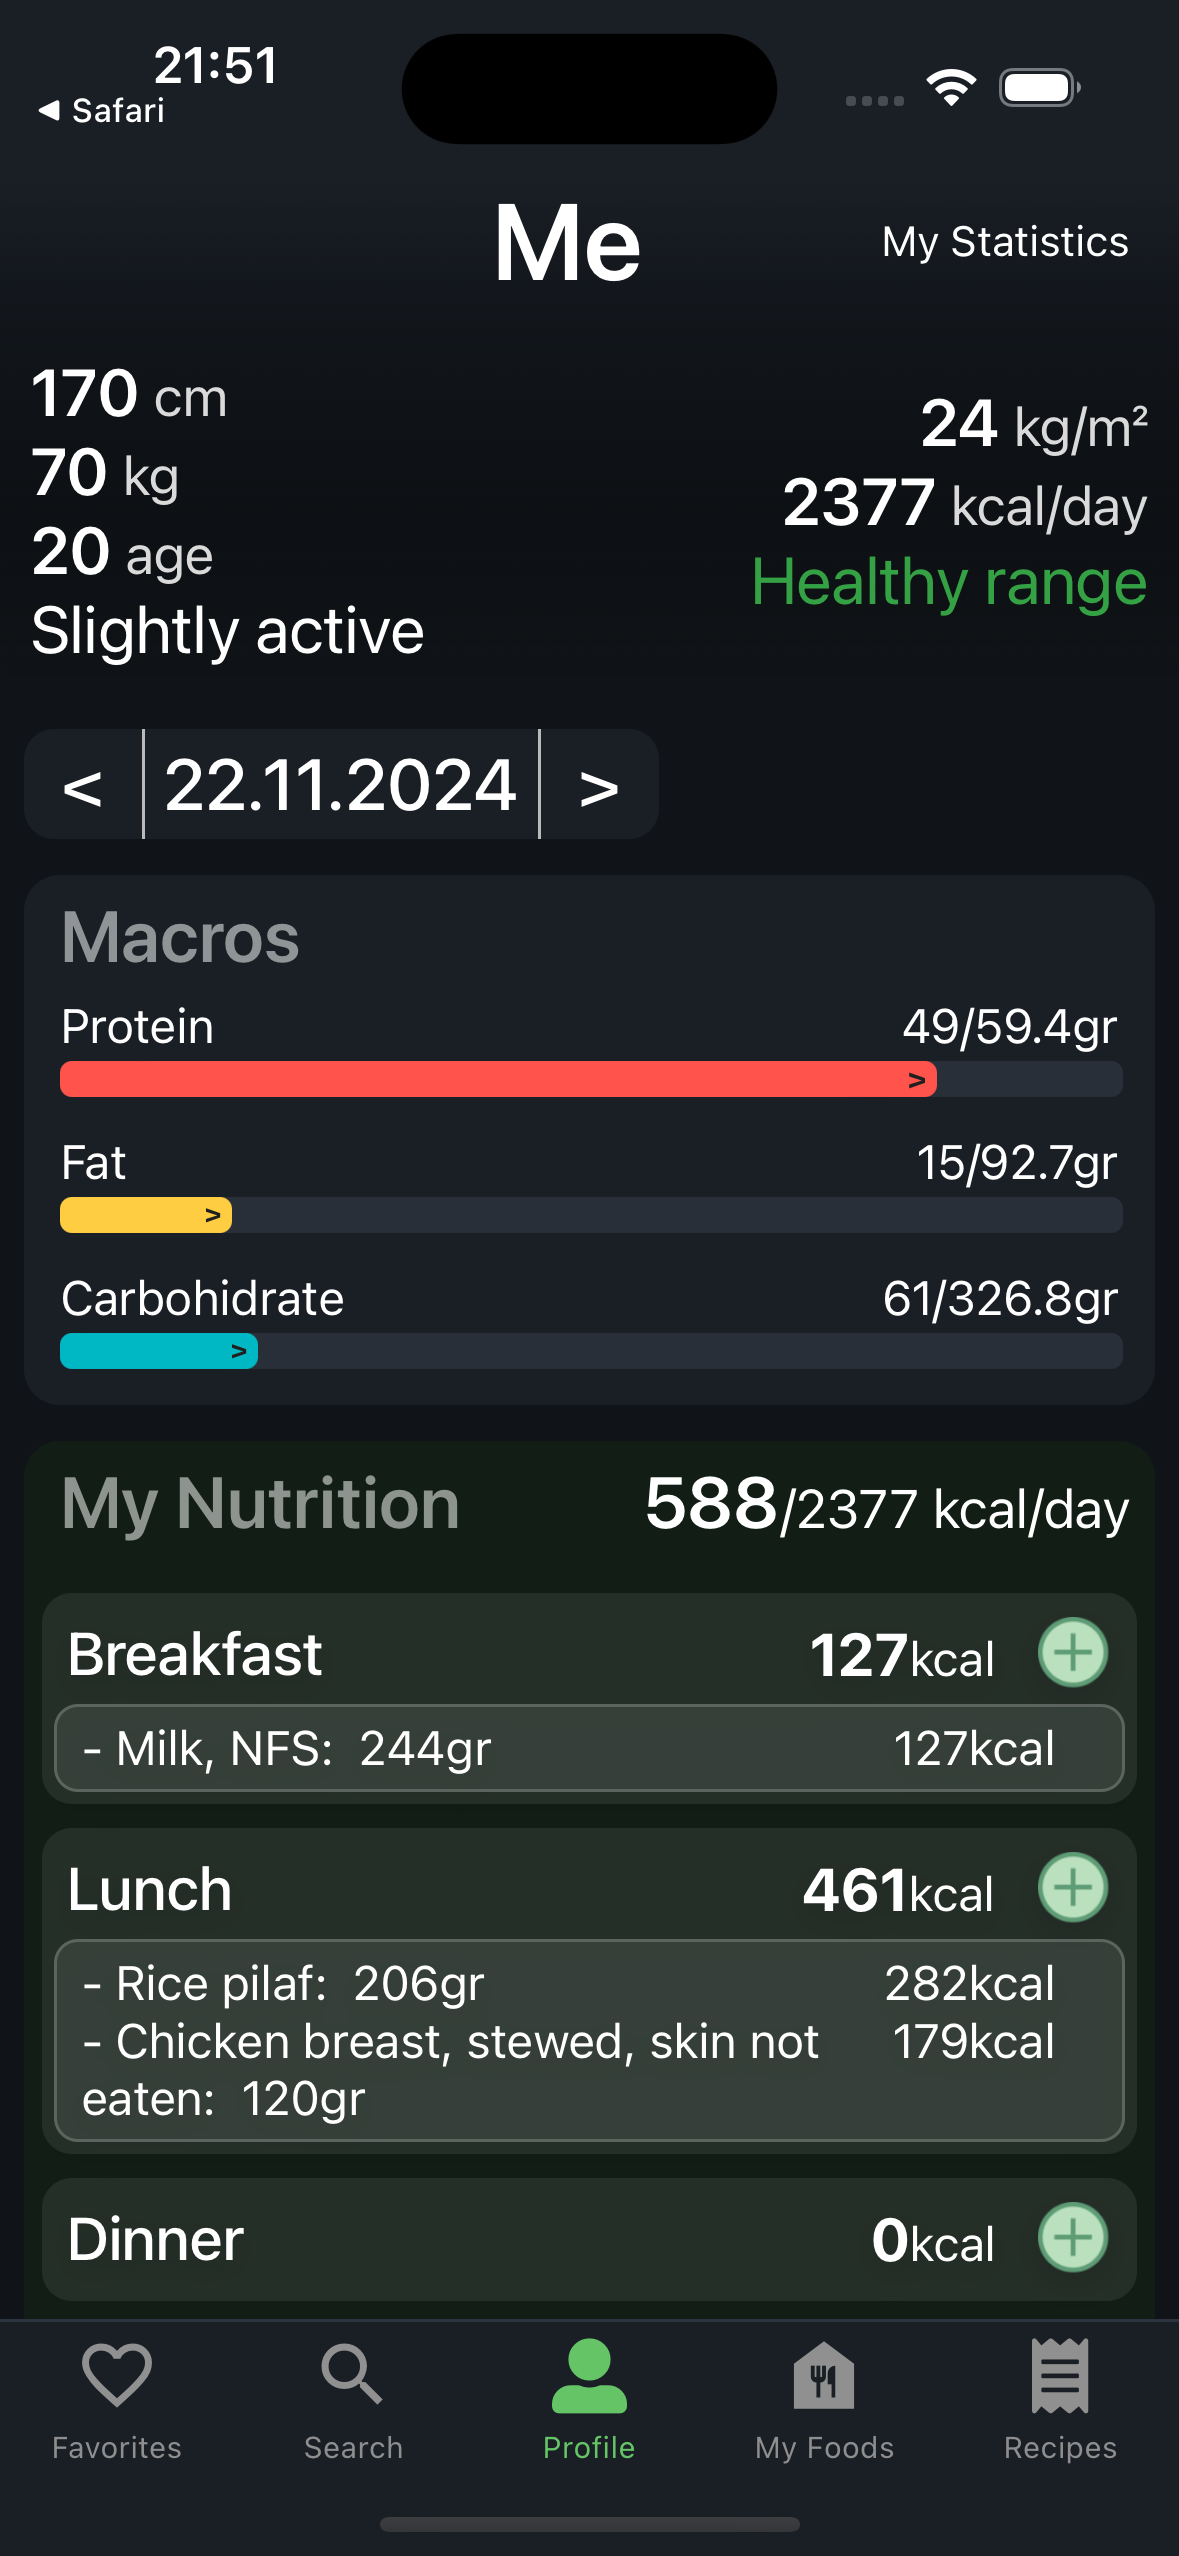 21:51
◀ Safari
Me
My Statistics
170 cm
70 kg
20 age
Slightly active
24 kg/m²
2377 kcal/day
Healthy range
< 22.11.2024 >
Macros
Protein 49/59.4gr
>
Fat 15/92.7gr
>
Carbohidrate 61/326.8gr
>
My Nutrition 588/2377 kcal/day
Breakfast 127kcal
- Milk, NFS: 244gr 127kcal
Lunch 461kcal
- Rice pilaf: 206gr 282kcal
- Chicken breast, stewed, skin not 179kcal
eaten: 120gr
Dinner 0kcal
Favorites Search Profile My Foods Recipes